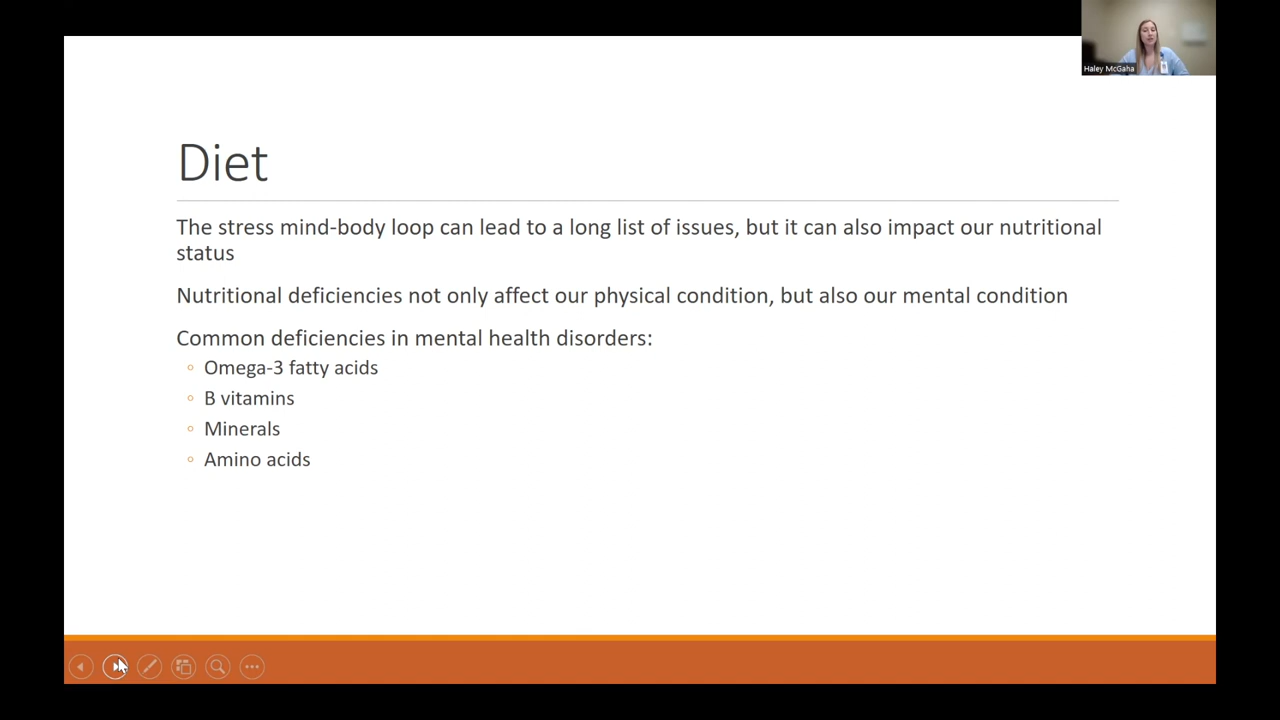 Haley McGaha
Diet
The stress mind-body loop can lead to a long list of issues, but it can also impact our nutritional
status
Nutritional deficiencies not only affect our physical condition, but also our mental condition
Common deficiencies in mental health disorders:
Omega-3 fatty acids
B vitamins
Minerals
Amino acids